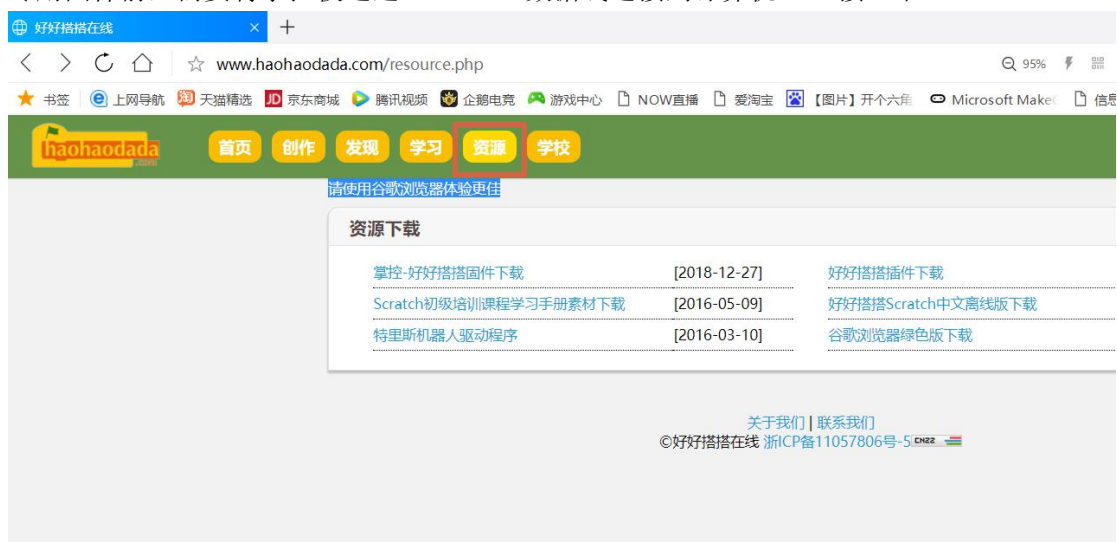 好好搭搭在线
www.haohaodada.com/resource.php 95%
书签 上网导航 天猫精选 JD 京东商城 腾讯视频 企鹅电竞 游戏中心 NOW直播 爱淘宝 【图片】开个六角 Microsoft Make 信息
haohaodada .com 首页 创作 发现 学习 资源 学校
请使用谷歌浏览器体验更佳
资源下载
掌控-好好搭搭固件下载 [2018-12-27] 好好搭搭插件下载
Scratch初级培训课程学习手册素材下载 [2016-05-09] 好好搭搭Scratch中文离线版下载
特里斯机器人驱动程序 [2016-03-10] 谷歌浏览器绿色版下载
关于我们 | 联系我们
©好好搭搭在线 浙ICP备11057806号-5 CNZZ